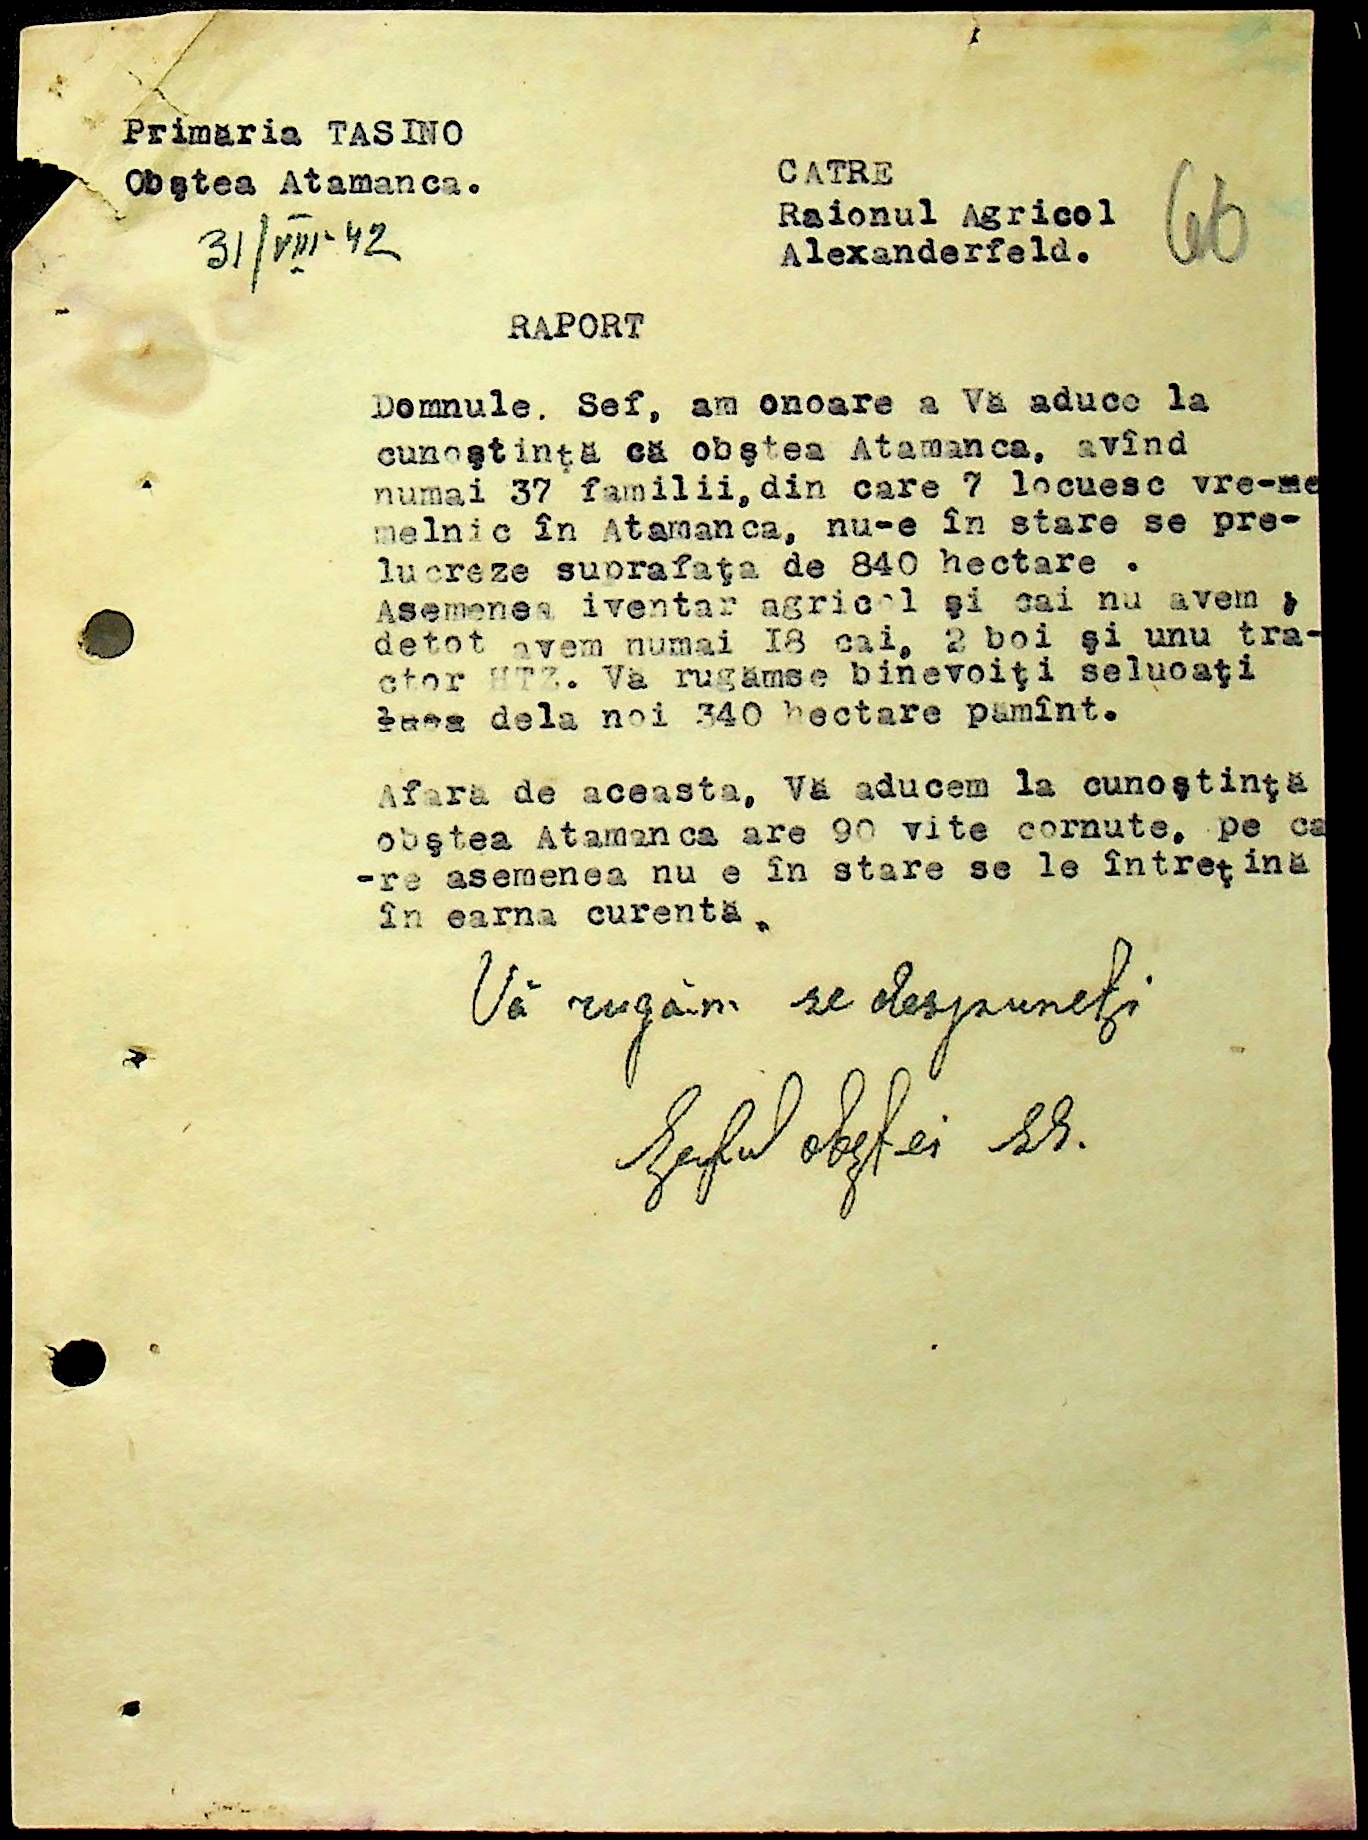 Primăria TASINO
Obştea Atamanca.
31/VIII-42
CATRE
Raionul Agricol
Alexanderfeld.
66
RAPORT
Domnule. Sef, am onoare a Vă aduce la
cunoştinţă că obştea Atamanca, avînd
numai 37 familii, din care 7 locuesc vre-me
melnic în Atamanca, nu-e în stare se pre-
lucreze suprafaţa de 840 hectare .
Asemenea iventar agricol şi cai nu avem ,
detot avem numai I8 cai, 2 boi şi unu tra-
ctor HTZ. Vă rugămse binevoiţi seluoaţi
dela noi 340 hectare pămînt.
Afară de aceasta, Vă aducem la cunoştinţă
obştea Atamanca are 90 vite cornute, pe ca
-re asemenea nu e în stare se le întreţină
în earna curentă.
Vă rugăm se despuneţi
Şeful obştei